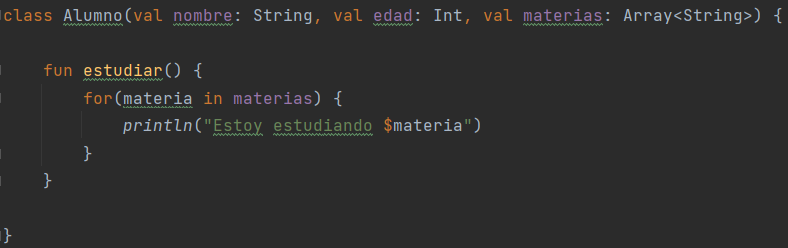 class Alumno(val nombre: String, val edad: Int, val materias: Array<String>) {
fun estudiar() {
for(materia in materias) {
println("Estoy estudiando $materia")
}
}
}